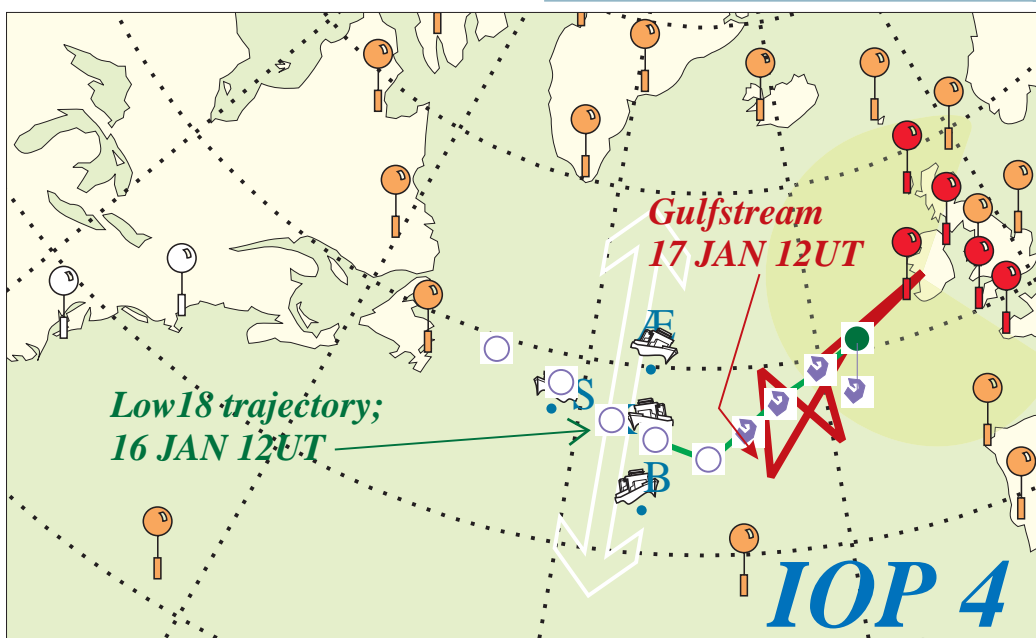 Gulfstream
17 JAN 12UT
Æ
S
Low18 trajectory;
16 JAN 12UT
B
IOP 4